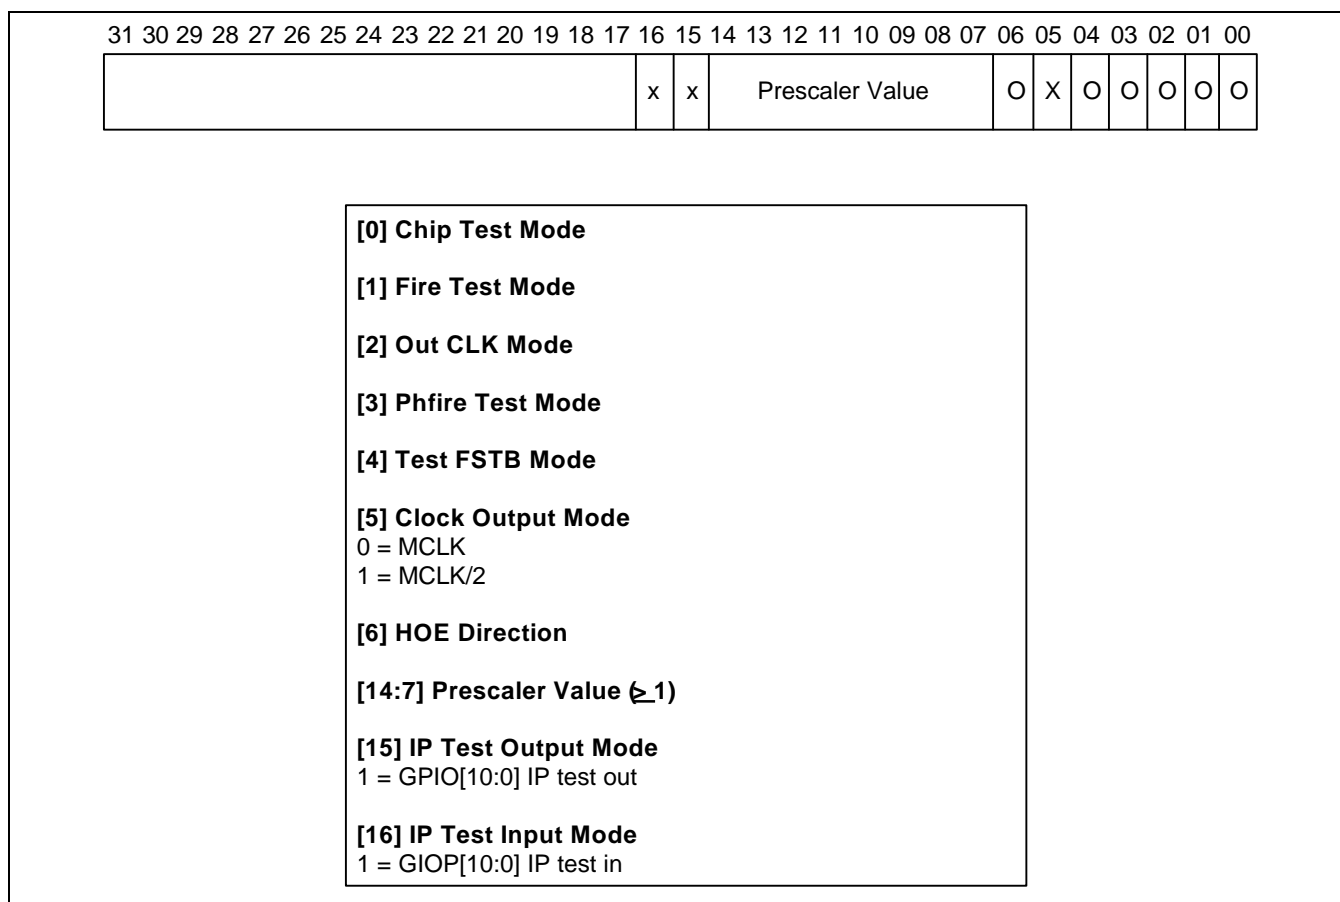 31 30 29 28 27 26 25 24 23 22 21 20 19 18 17 16 15 14 13 12 11 10 09 08 07 06 05 04 03 02 01 00
x x Prescaler Value O X O O O O O
[0] Chip Test Mode
[1] Fire Test Mode
[2] Out CLK Mode
[3] Phfire Test Mode
[4] Test FSTB Mode
[5] Clock Output Mode
0 = MCLK
1 = MCLK/2
[6] HOE Direction
[14:7] Prescaler Value (≥ 1)
[15] IP Test Output Mode
1 = GPIO[10:0] IP test out
[16] IP Test Input Mode
1 = GIOP[10:0] IP test in